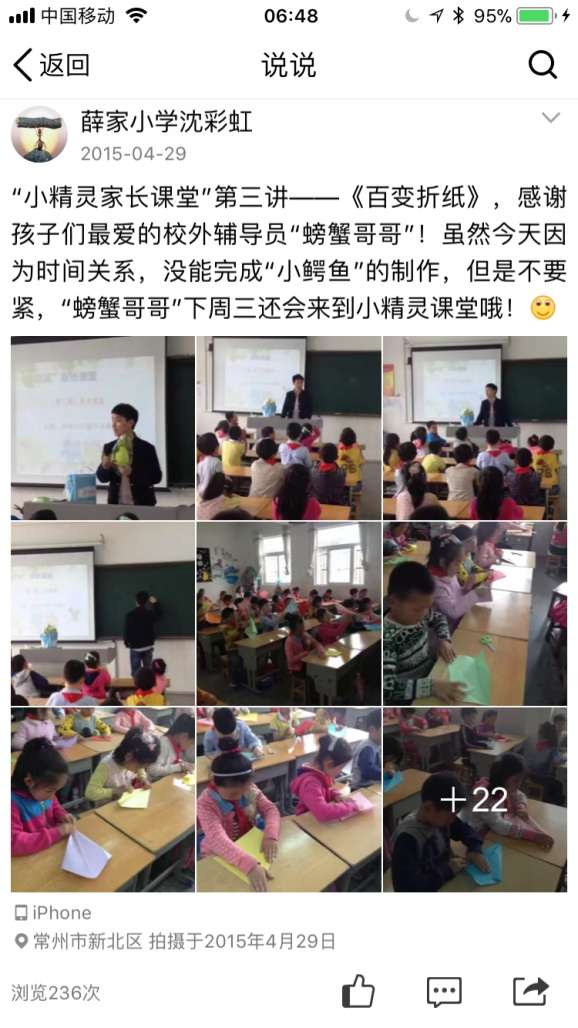 中国移动
06:48
95%
返回
说说
薛家小学沈彩虹
2015-04-29
“小精灵家长课堂”第三讲——《百变折纸》，感谢
孩子们最爱的校外辅导员“螃蟹哥哥”！虽然今天因
为时间关系，没能完成“小鳄鱼”的制作，但是不要
紧，“螃蟹哥哥”下周三还会来到小精灵课堂哦！
+22
iPhone
常州市新北区 拍摄于2015年4月29日
浏览236次